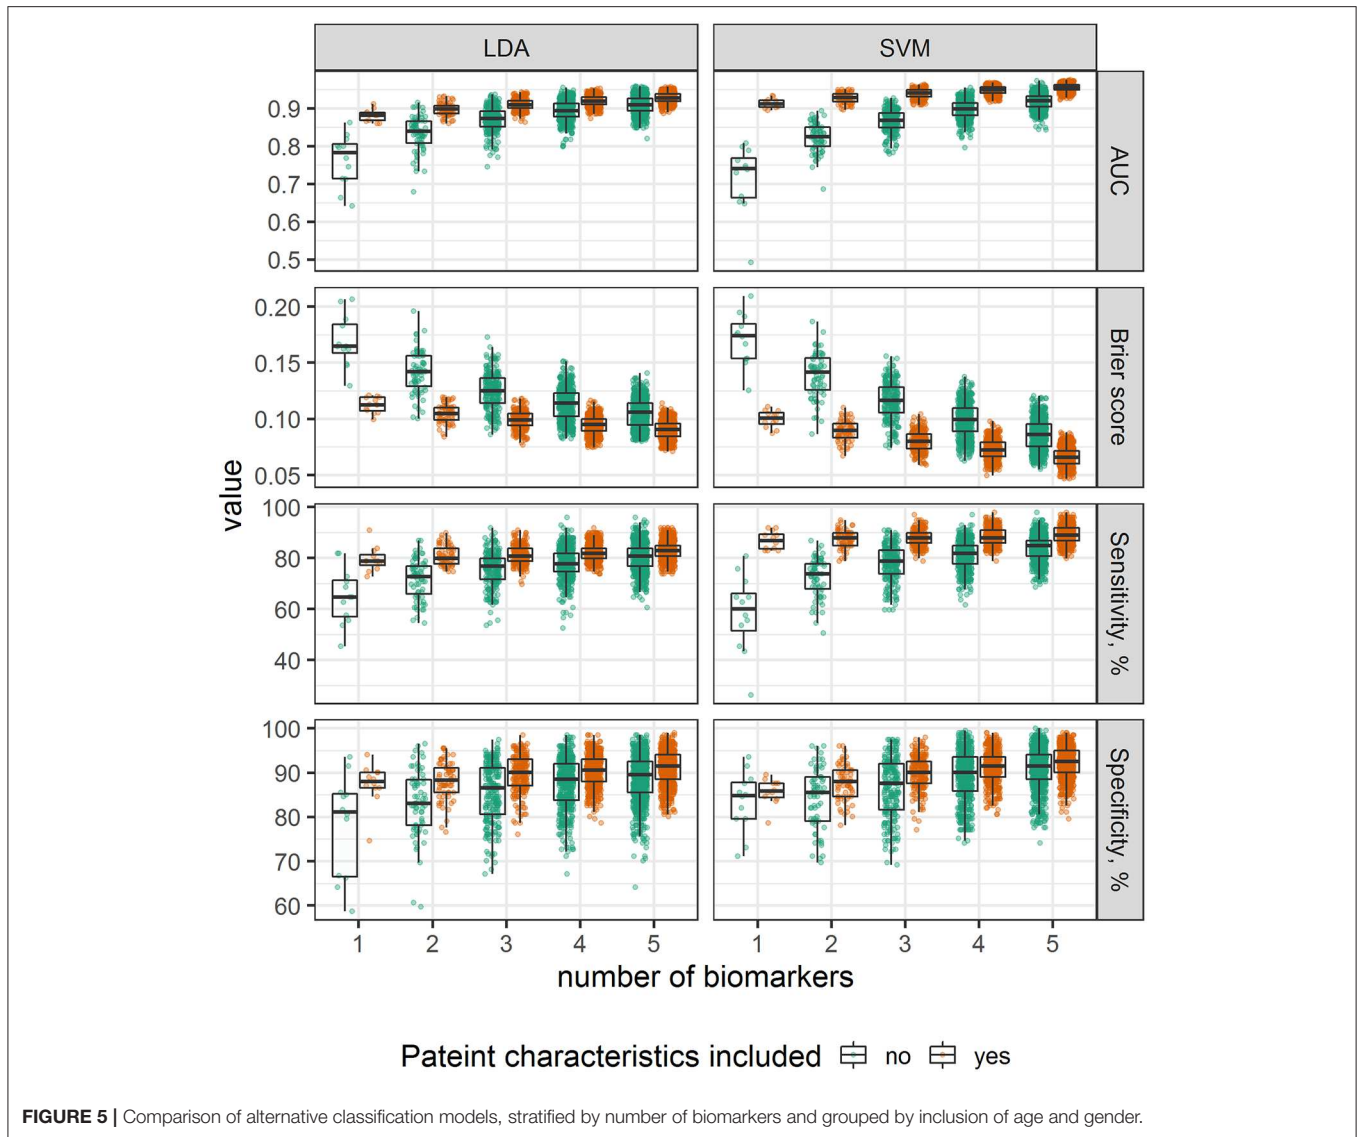 LDA
SVM
0.9
0.8
0.7
0.6
0.5
AUC
0.20
0.15
0.10
0.05
Brier score
value
100
80
60
40
Sensitivity, %
100
90
80
70
60
Specificity, %
1 2 3 4 5
1 2 3 4 5
number of biomarkers
Pateint characteristics included no yes
FIGURE 5 | Comparison of alternative classification models, stratified by number of biomarkers and grouped by inclusion of age and gender.